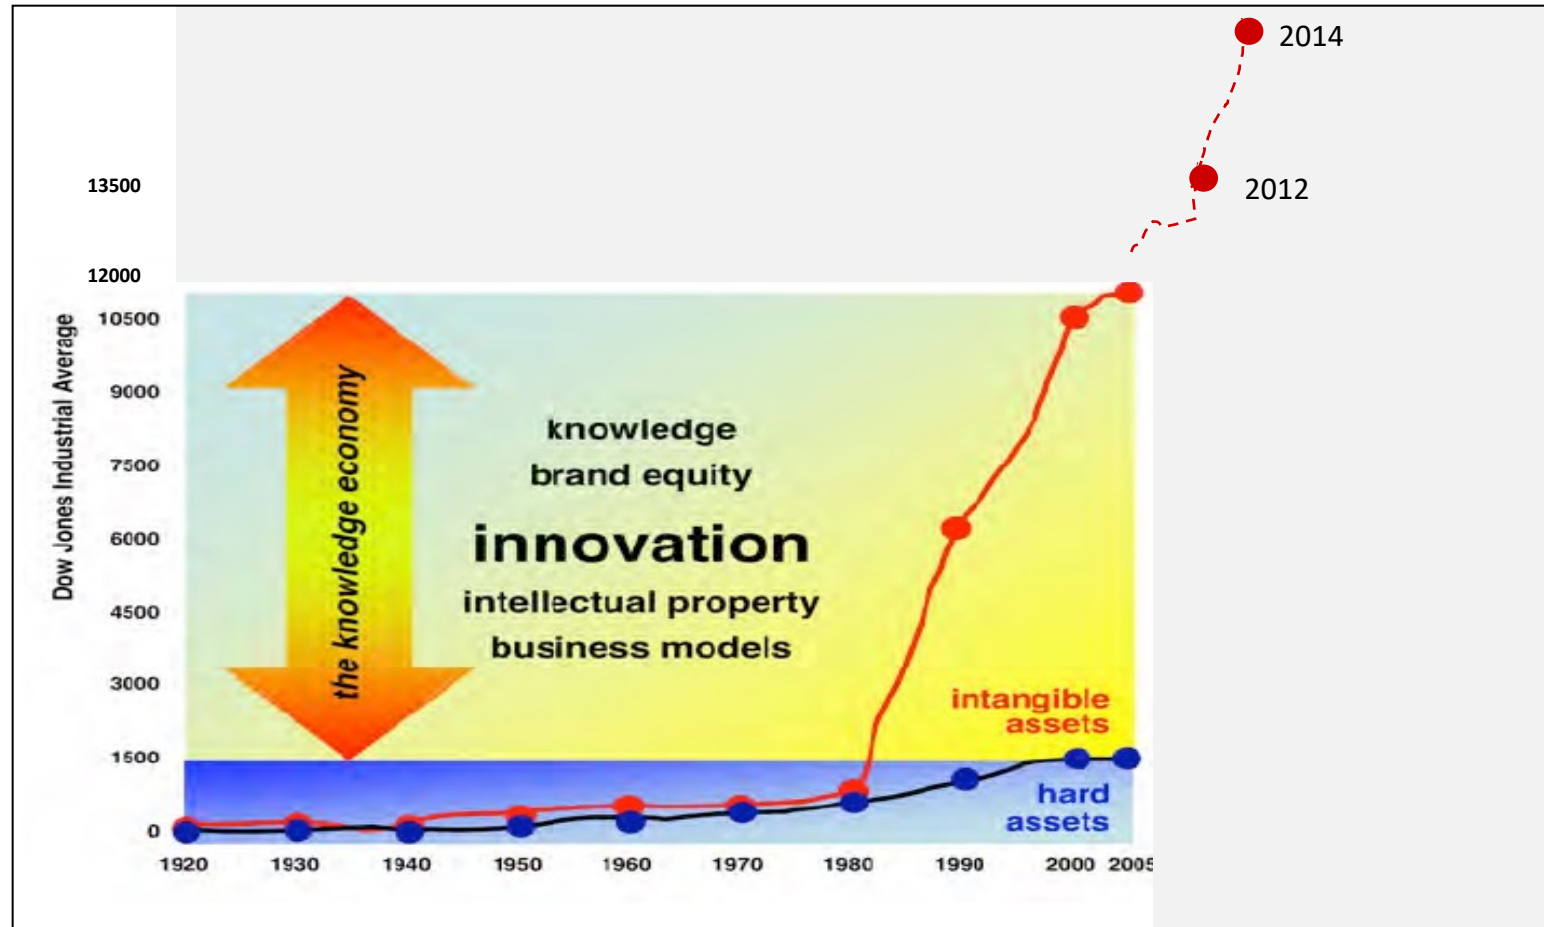 2014
13500
2012
12000
Dow Jones Industrial Average
10500
9000
7500
6000
4500
3000
1500
0
the knowledge economy
knowledge
brand equity
innovation
intellectual property
business models
intangible
assets
hard
assets
1920 1930 1940 1950 1960 1970 1980 1990 2000 2005